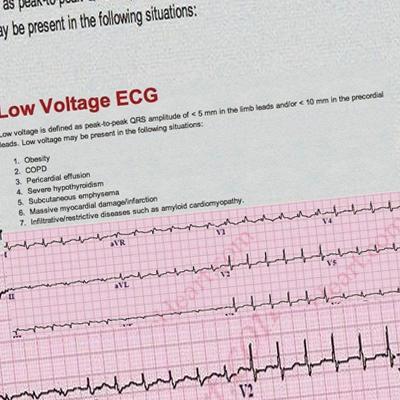 as peak-to-peak
ay be present in the following situations:
Low Voltage ECG
Low voltage is defined as peak-to-peak QRS amplitude of < 5 mm in the limb leads and/or < 10 mm in the precordial
leads. Low voltage may be present in the following situations:
1. Obesity
2. COPD
3. Pericardial effusion
4. Severe hypothyroidism
5. Subcutaneous emphysema
6. Massive myocardial damage/infarction
7. Infiltrative/restrictive diseases such as amyloid cardiomyopathy.
I aVR V1 V4
II aVL V2 V5
V2